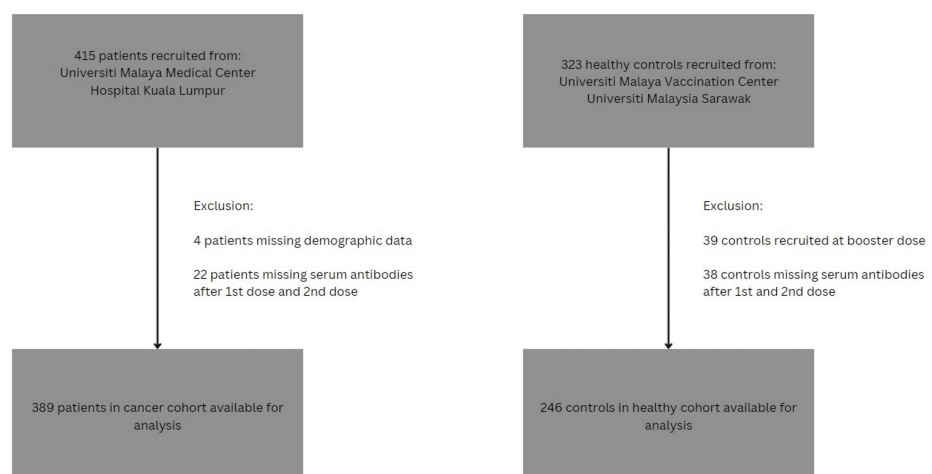 415 patients recruited from:
Universiti Malaya Medical Center
Hospital Kuala Lumpur
Exclusion:
4 patients missing demographic data
22 patients missing serum antibodies
after 1st dose and 2nd dose
389 patients in cancer cohort available for
analysis
323 healthy controls recruited from:
Universiti Malaya Vaccination Center
Universiti Malaysia Sarawak
Exclusion:
39 controls recruited at booster dose
38 controls missing serum antibodies
after 1st and 2nd dose
246 controls in healthy cohort available for
analysis